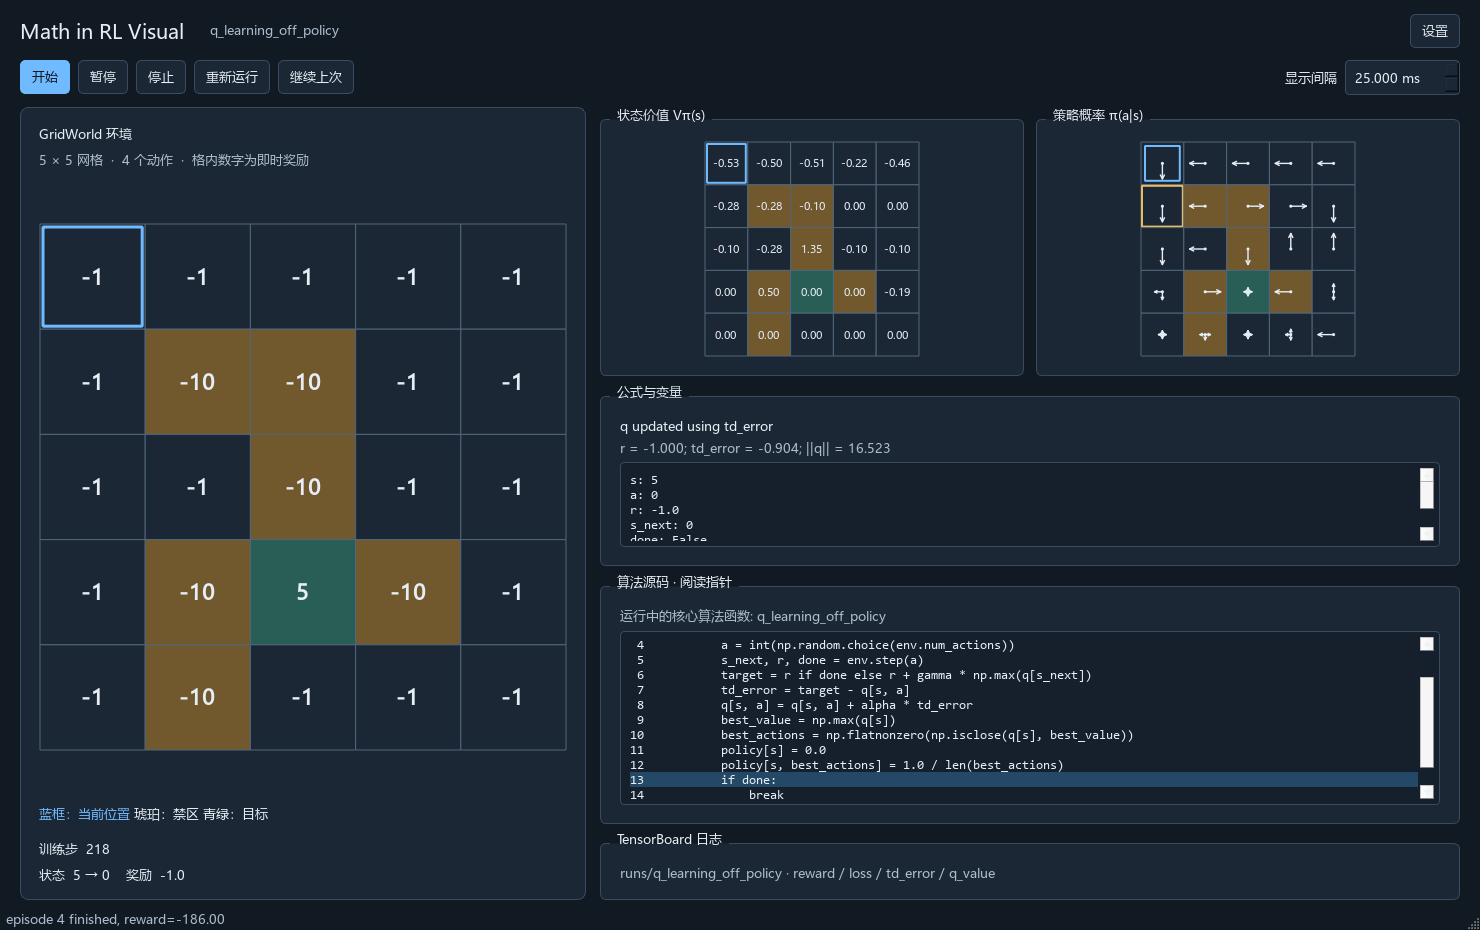 Math in RL Visual q_learning_off_policy 设置
开始 暂停 停止 重新运行 继续上次 显示间隔 25.000 ms
GridWorld 环境
5 × 5 网格 · 4 个动作 · 格内数字为即时奖励
-1 -1 -1 -1 -1
-1 -10 -10 -1 -1
-1 -1 -10 -1 -1
-1 -10 5 -10 -1
-1 -10 -1 -1 -1
蓝框：当前位置 琥珀：禁区 青绿：目标
训练步 218
状态 5 → 0 奖励 -1.0
状态价值 Vπ(s)
-0.53 -0.50 -0.51 -0.22 -0.46
-0.28 -0.28 -0.10 0.00 0.00
-0.10 -0.28 1.35 -0.10 -0.10
0.00 0.50 0.00 0.00 -0.19
0.00 0.00 0.00 0.00 0.00
策略概率 π(a|s)
公式与变量
q updated using td_error
r = -1.000; td_error = -0.904; ||q|| = 16.523
s: 5
a: 0
r: -1.0
s_next: 0
done: False
算法源码 · 阅读指针
运行中的核心算法函数: q_learning_off_policy
4 a = int(np.random.choice(env.num_actions))
5 s_next, r, done = env.step(a)
6 target = r if done else r + gamma * np.max(q[s_next])
7 td_error = target - q[s, a]
8 q[s, a] = q[s, a] + alpha * td_error
9 best_value = np.max(q[s])
10 best_actions = np.flatnonzero(np.isclose(q[s], best_value))
11 policy[s] = 0.0
12 policy[s, best_actions] = 1.0 / len(best_actions)
13 if done:
14 break
TensorBoard 日志
runs/q_learning_off_policy · reward / loss / td_error / q_value
episode 4 finished, reward=-186.00